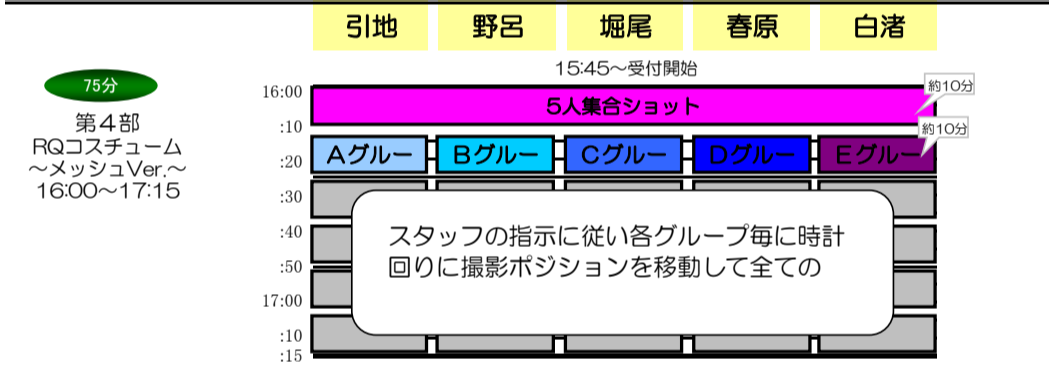 引地 野呂 堀尾 春原 白渚
15:45～受付開始
75分
第4部
RQコスチューム
～メッシュVer.～
16:00～17:15
16:00
5人集合ショット
約10分
:10
約10分
Aグルー Bグルー Cグルー Dグルー Eグルー
:20
:30
:40
スタッフの指示に従い各グループ毎に時計
回りに撮影ポジションを移動して全ての
:50
17:00
:10
:15